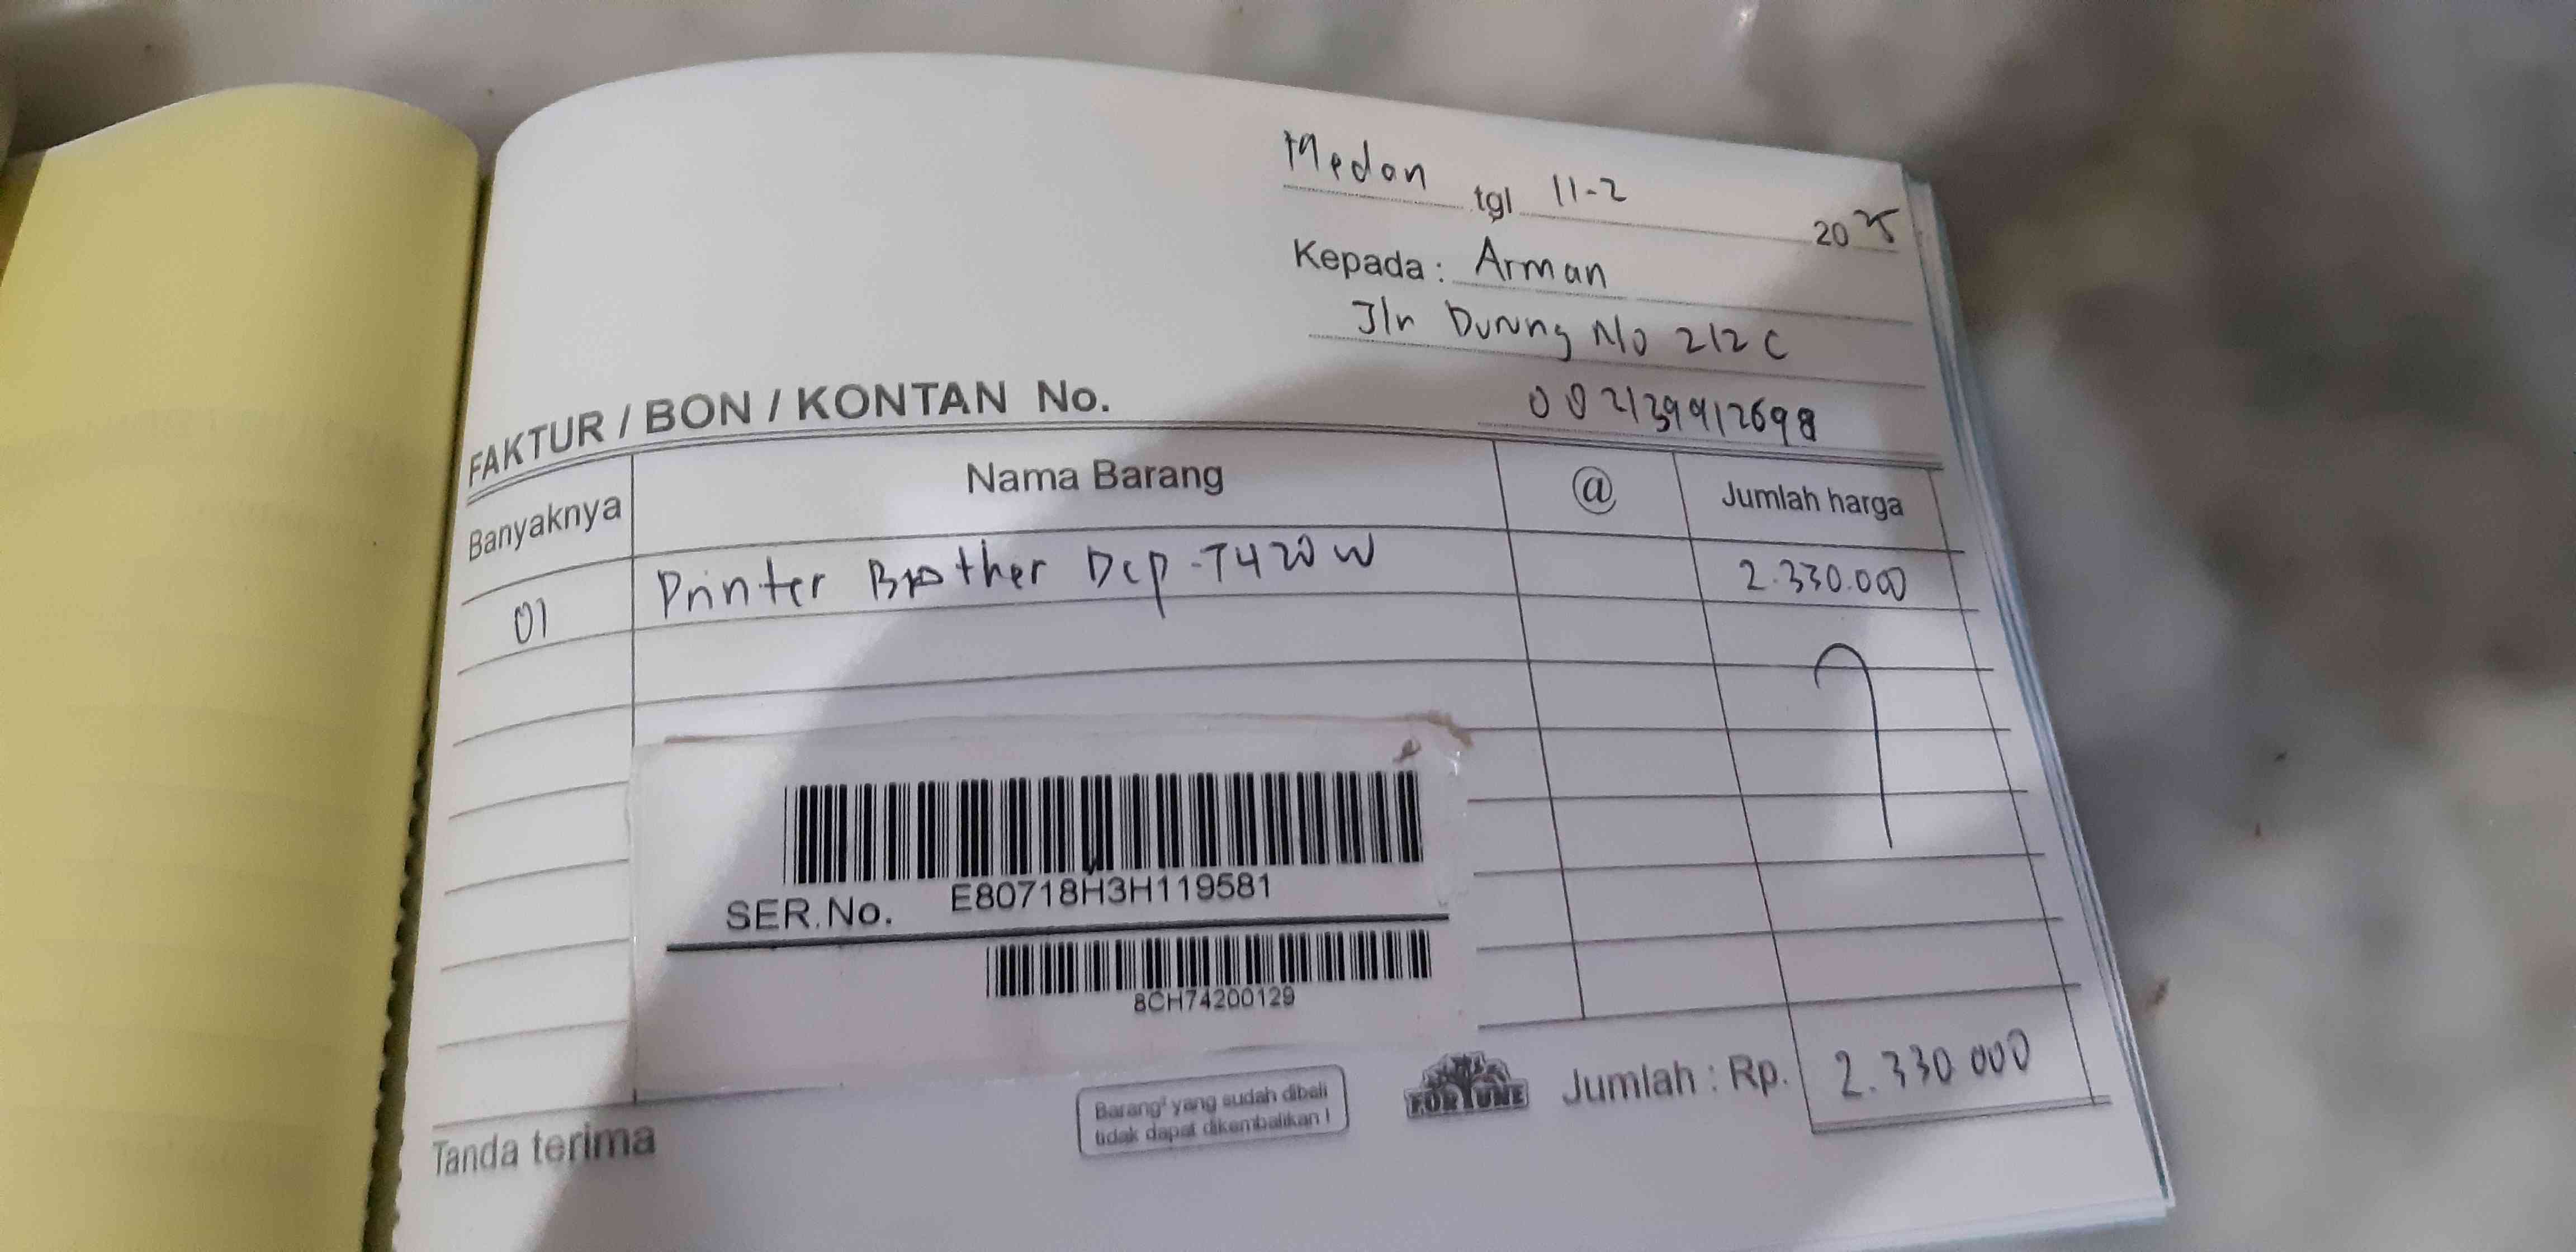 Medan tgl 11-2 2025
Kepada : Arman
Jln Durung No 212 C
FAKTUR / BON / KONTAN No.
082139912698
Banyaknya Nama Barang @ Jumlah harga
01 Printer Brother Dcp-T420W 2.330.000
SER.No. E80718H3H119581
8CH74200129
Barang² yang sudah dibeli
tidak dapat dikembalikan !
FORTUNE
Jumlah : Rp. 2.330 000
Tanda terima